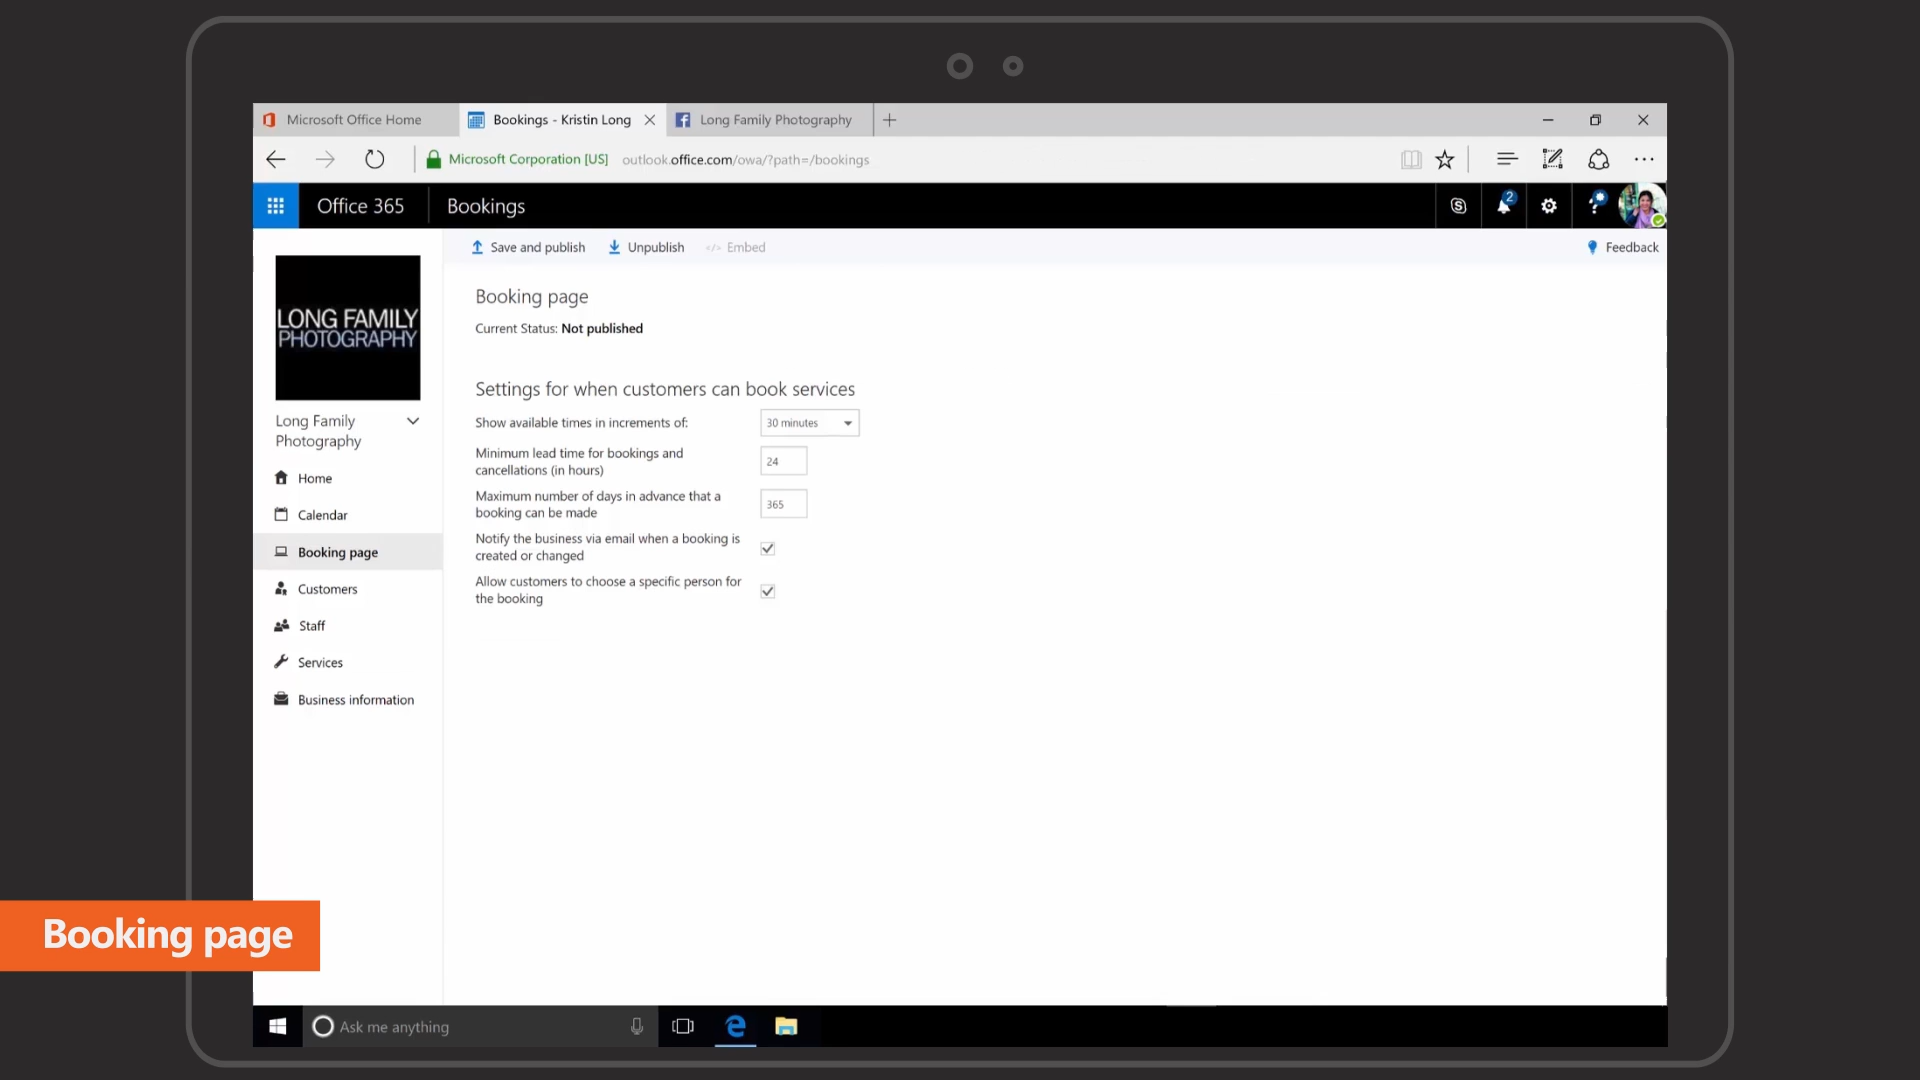 Microsoft Office Home
Bookings - Kristin Long
Long Family Photography
Microsoft Corporation [US]
outlook.office.com/owa/?path=/bookings
Office 365
Bookings
2
Save and publish
Unpublish
Embed
Feedback
LONG FAMILY
PHOTOGRAPHY
Long Family
Photography
Home
Calendar
Booking page
Customers
Staff
Services
Business information
Booking page
Current Status: Not published
Settings for when customers can book services
Show available times in increments of:
30 minutes
Minimum lead time for bookings and
cancellations (in hours)
24
Maximum number of days in advance that a
booking can be made
365
Notify the business via email when a booking is
created or changed
Allow customers to choose a specific person for
the booking
Booking page
Ask me anything